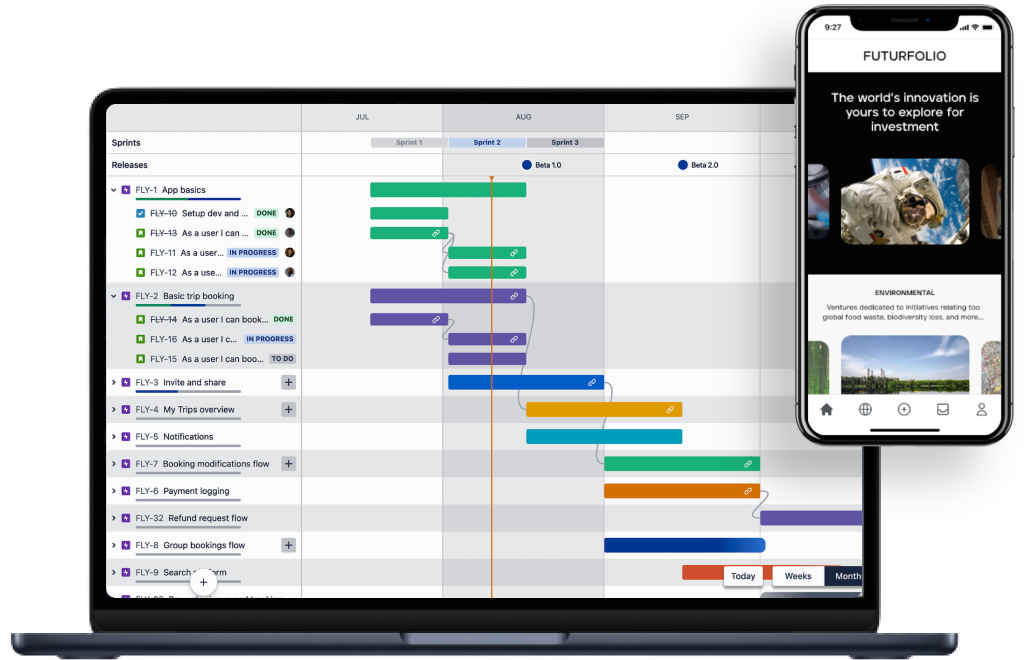 JUL
AUG
SEP
Sprints
Sprint 1
Sprint 2
Sprint 3
Releases
Beta 1.0
Beta 2.0
FLY-1 App basics
FLY-10 Setup dev and ... DONE
FLY-13 As a user I can ... DONE
FLY-11 As a user... IN PROGRESS
FLY-12 As a use... IN PROGRESS
FLY-2 Basic trip booking
FLY-14 As a user I can book... DONE
FLY-16 As a user I c... IN PROGRESS
FLY-15 As a user I can boo... TO DO
FLY-3 Invite and share
FLY-4 My Trips overview
FLY-5 Notifications
FLY-7 Booking modifications flow
FLY-6 Payment logging
FLY-32 Refund request flow
FLY-8 Group bookings flow
FLY-9 Search
Today
Weeks
Month
9:27
FUTURFOLIO
The world's innovation is
yours to explore for
investment
ENVIRONMENTAL
Ventures dedicated to initiatives relating too
global food waste, biodiversity loss, and more...